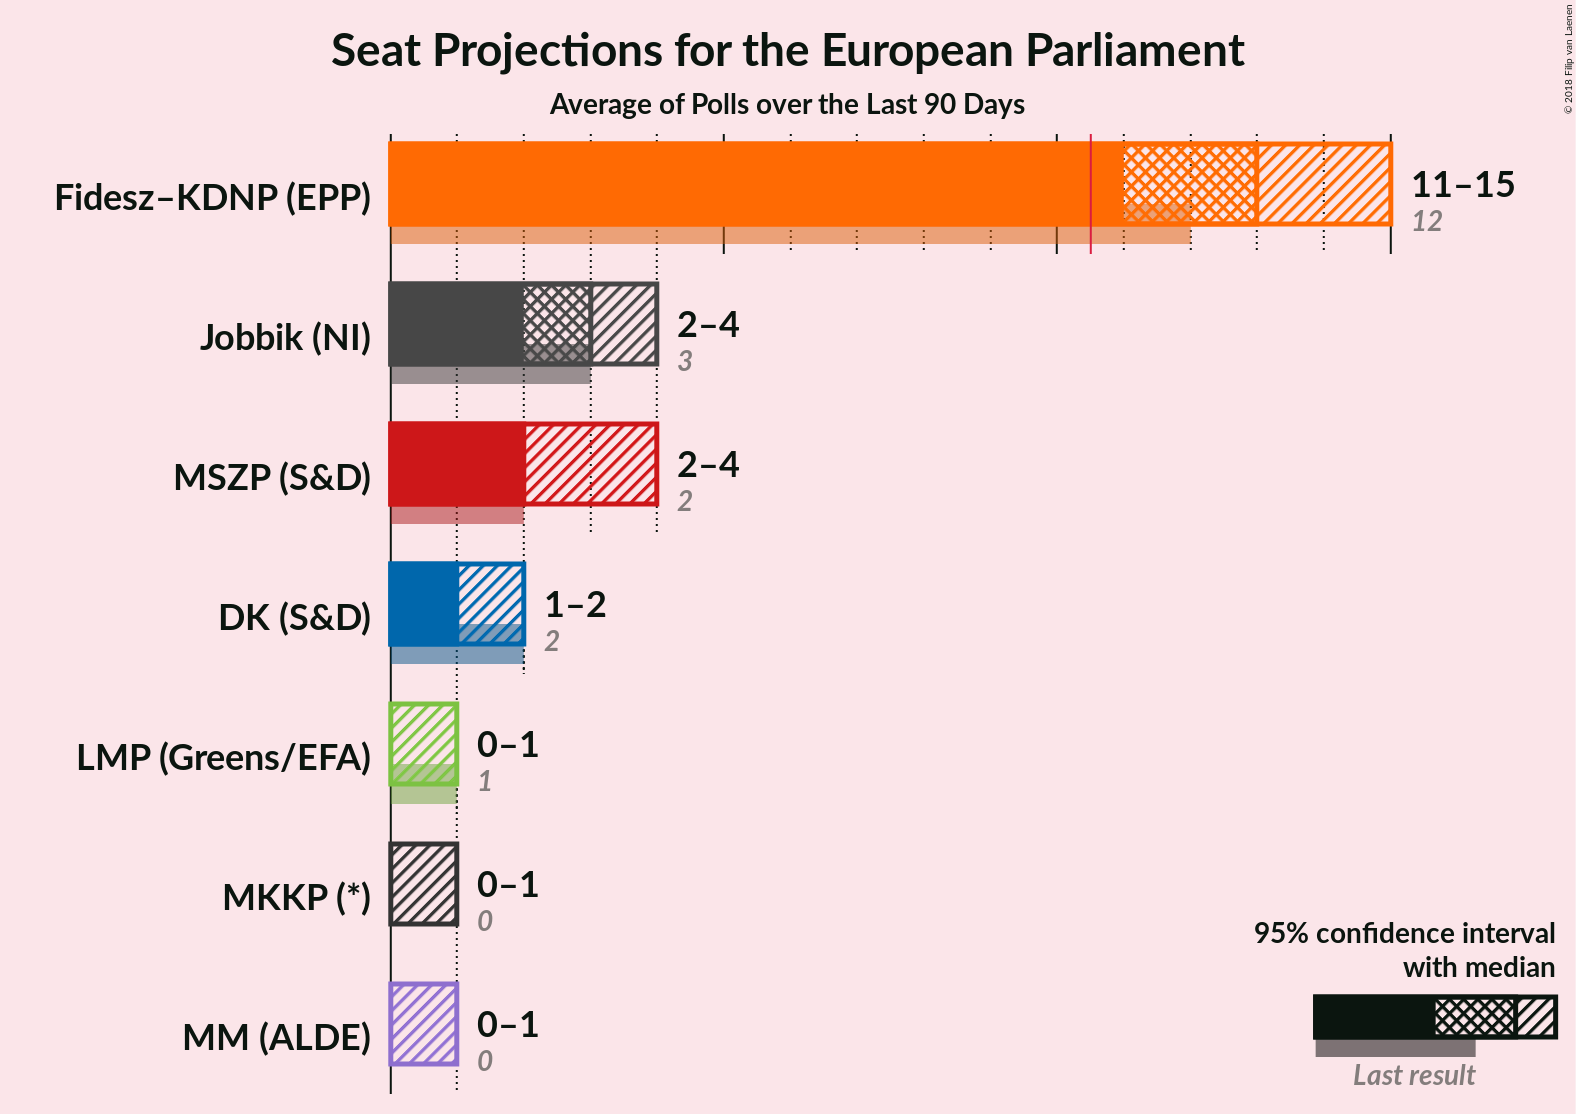 Seat Projections for the European Parliament
Average of Polls over the Last 90 Days
© 2018 Filip van Laenen
Fidesz–KDNP (EPP)
11–15
12
Jobbik (NI)
2–4
3
MSZP (S&D)
2–4
2
DK (S&D)
1–2
2
LMP (Greens/EFA)
0–1
1
MKKP (*)
0–1
0
MM (ALDE)
0–1
0
95% confidence interval
with median
Last result